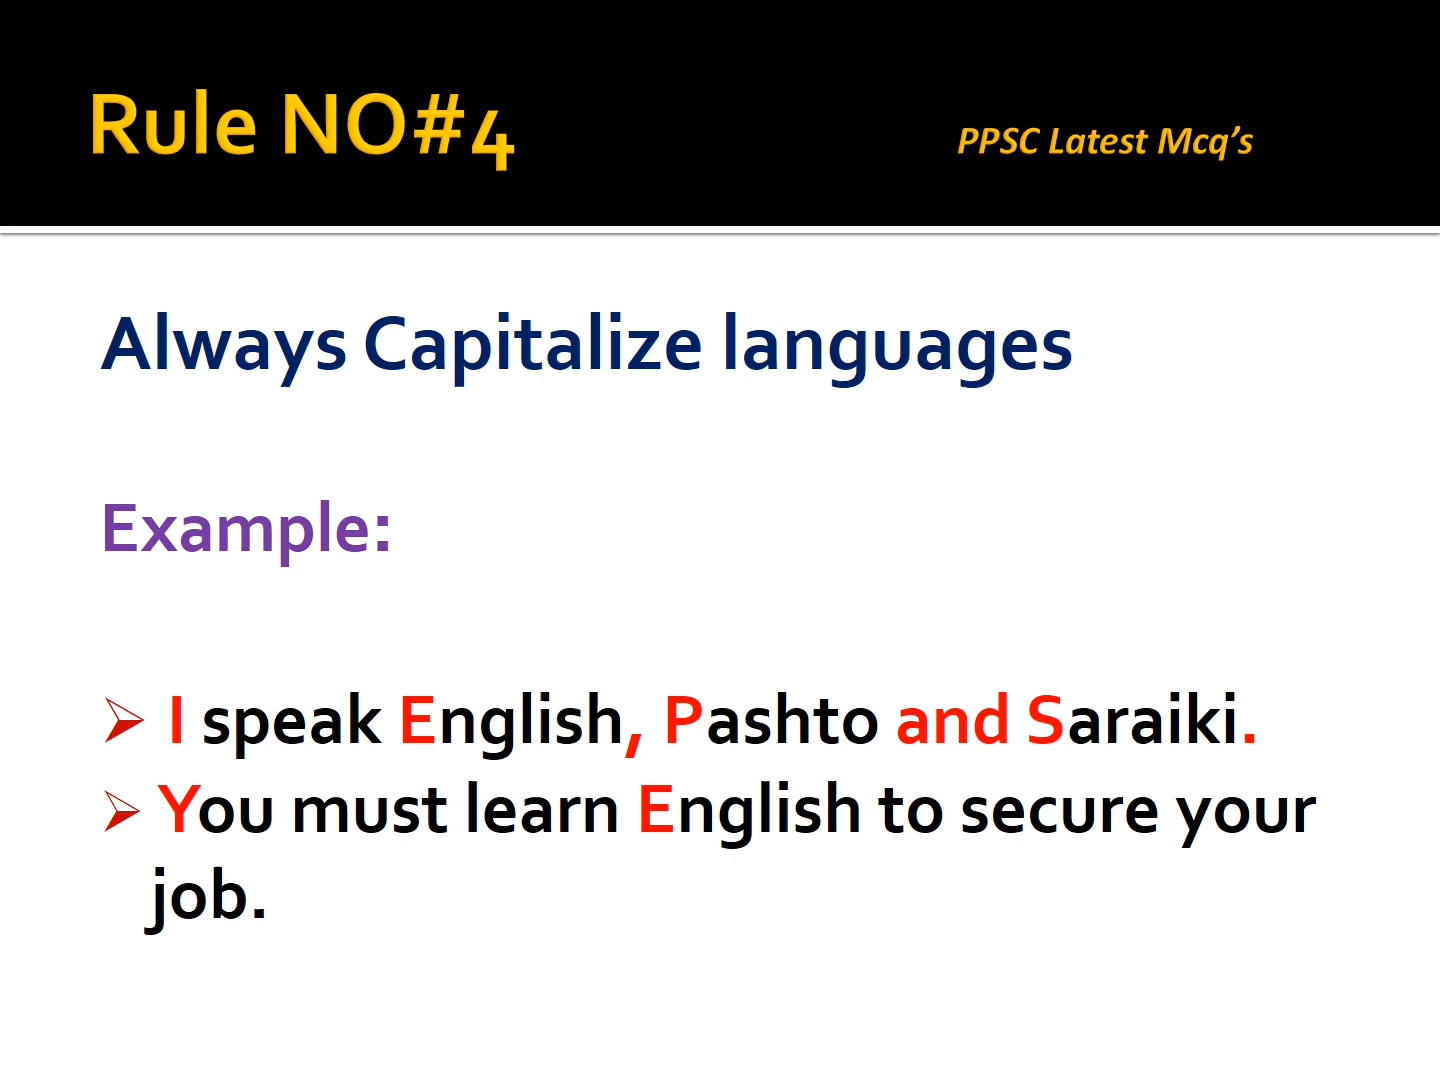 Rule NO#4
PPSC Latest Mcq’s
Always Capitalize languages
Example:
➢ I speak English, Pashto and Saraiki.
➢ You must learn English to secure your
job.